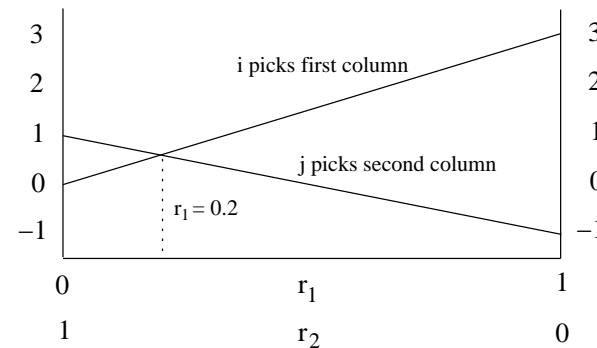 3 3
i picks first column
2 2
1 1
j picks second column
0 0
r1 = 0.2
−1 −1
0 r1 1
1 r2 0